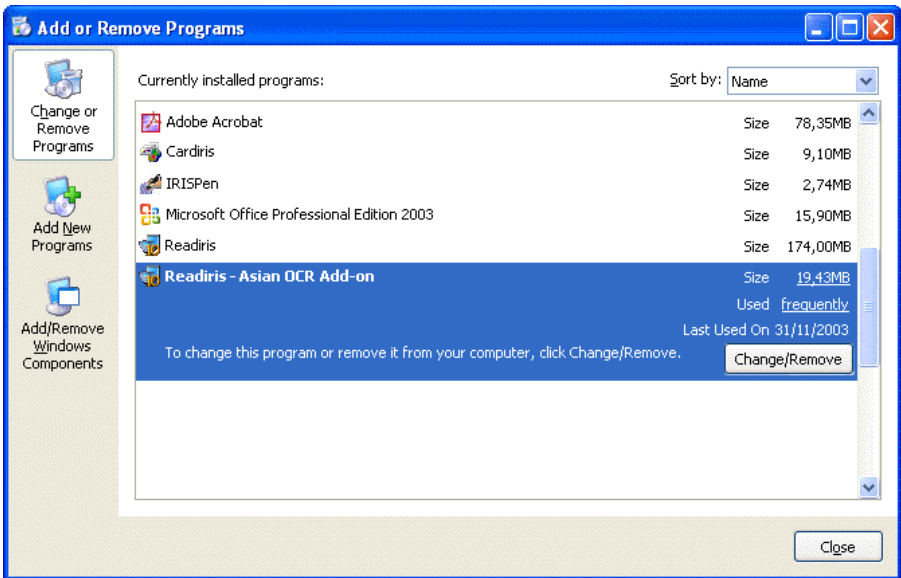 Add or Remove Programs
Change or
Remove
Programs
Add New
Programs
Add/Remove
Windows
Components
Currently installed programs:
Sort by: Name
Adobe Acrobat Size 78,35MB
Cardiris Size 9,10MB
IRISPen Size 2,74MB
Microsoft Office Professional Edition 2003 Size 15,90MB
Readiris Size 174,00MB
Readiris - Asian OCR Add-on Size 19,43MB
Used frequently
Last Used On 31/11/2003
To change this program or remove it from your computer, click Change/Remove. Change/Remove
Close